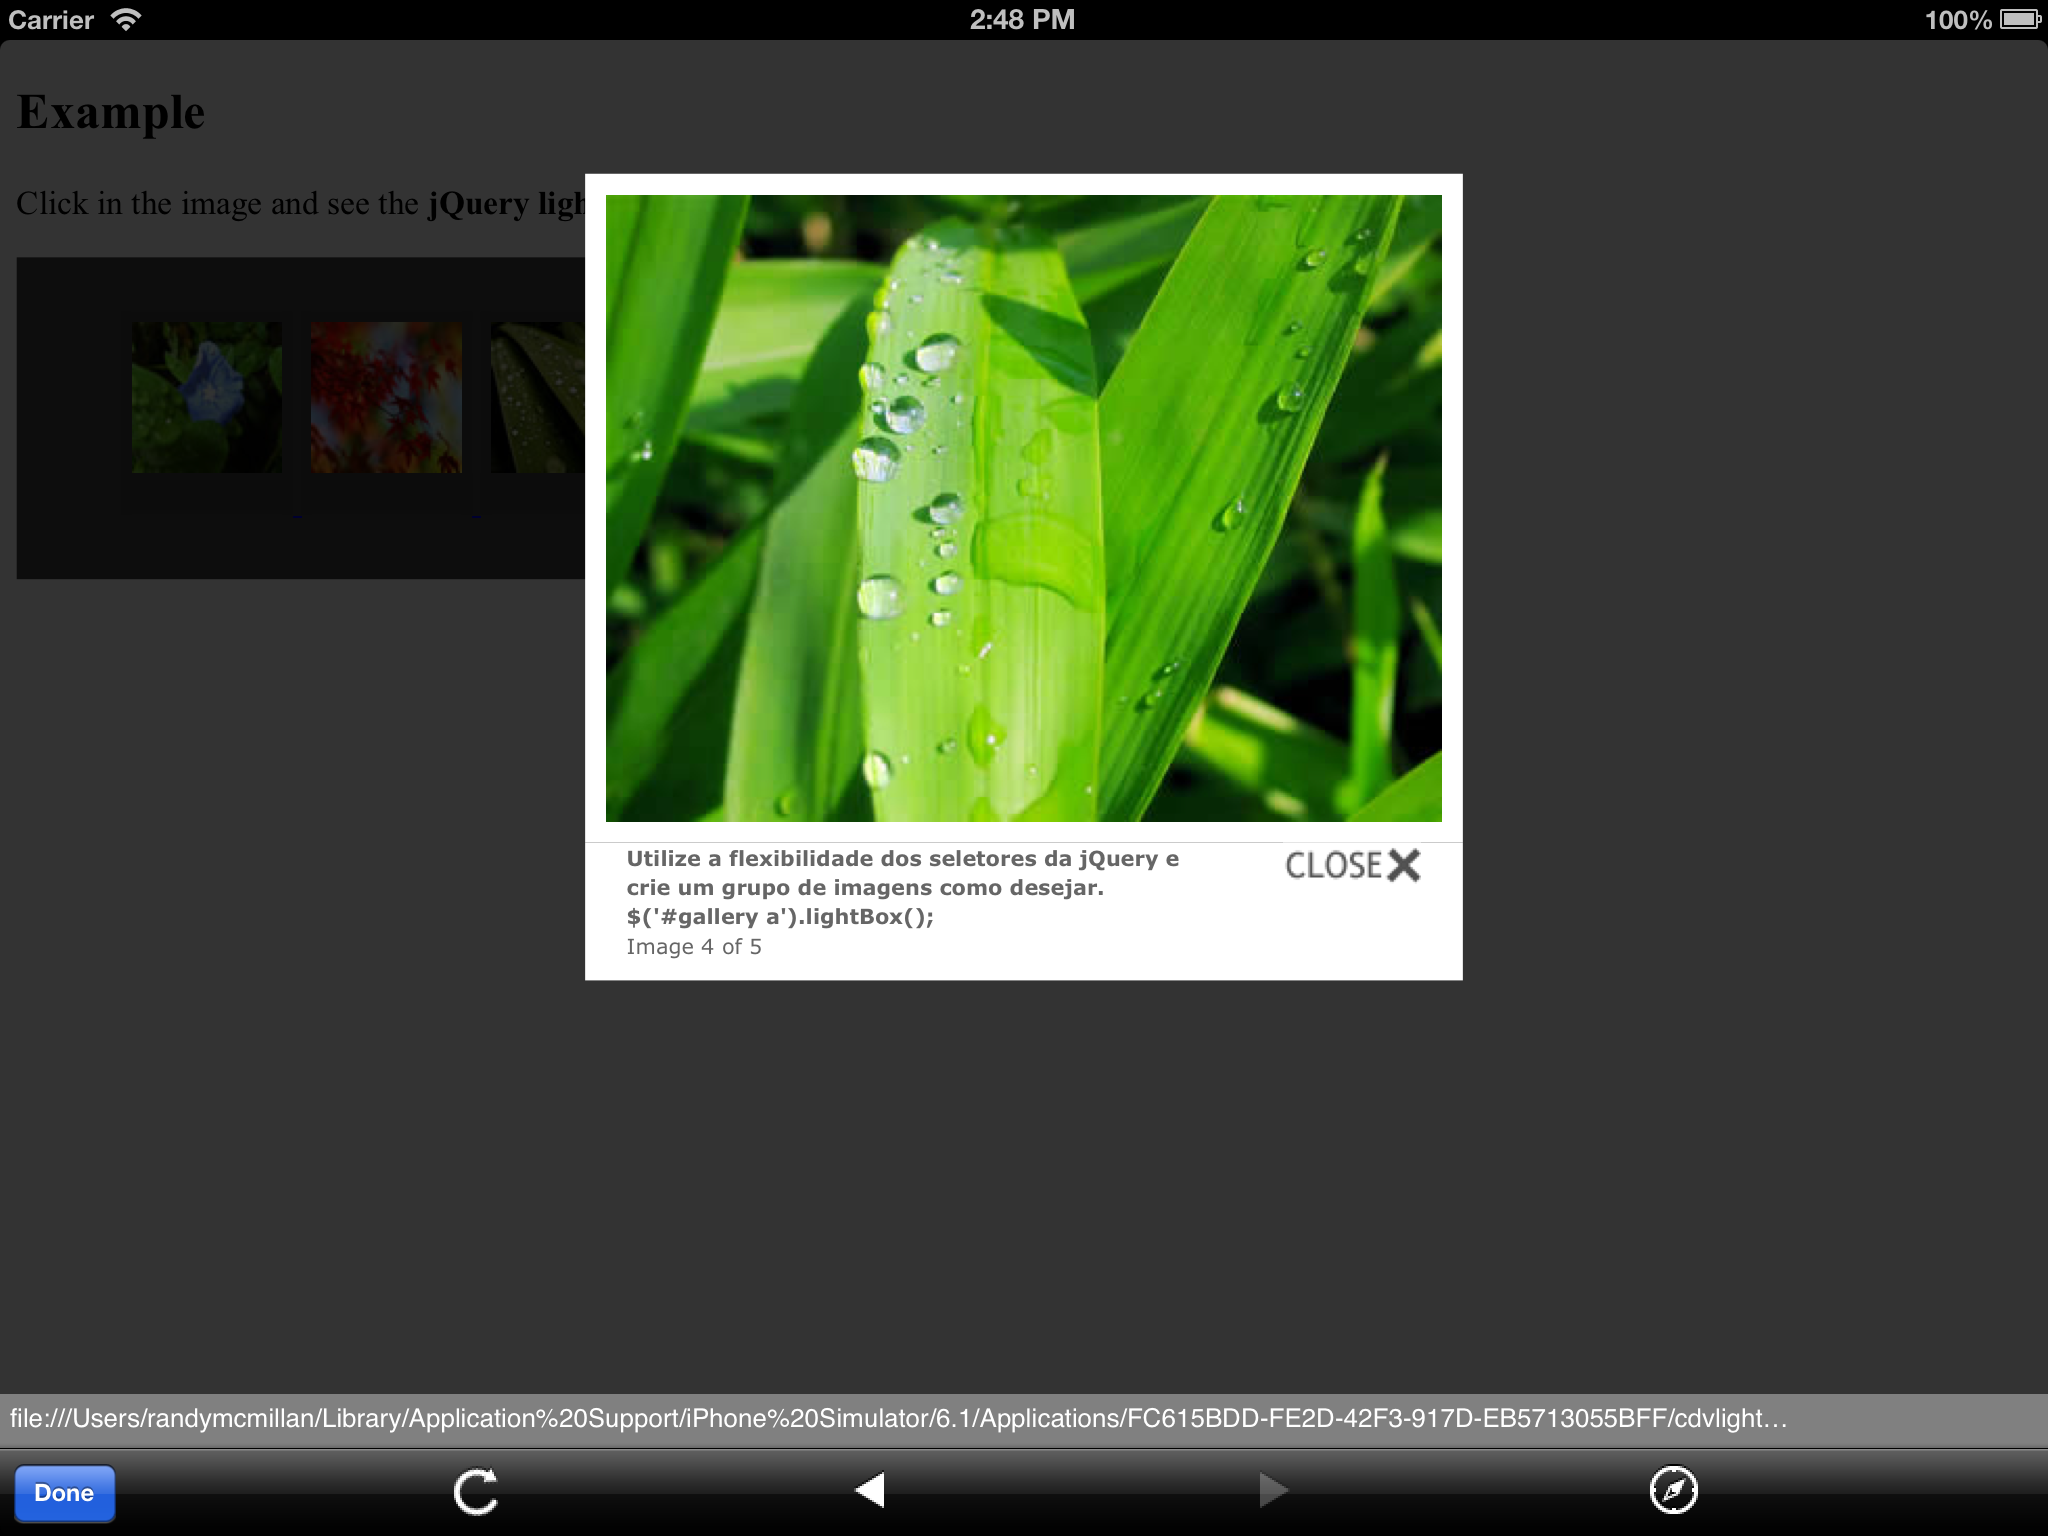 Carrier 2:48 PM 100%
Example
Click in the image and see the jQuery ligh
Utilize a flexibilidade dos seletores da jQuery e
crie um grupo de imagens como desejar.
$('#gallery a').lightBox();
Image 4 of 5
CLOSE
file:///Users/randymcmillan/Library/Application%20Support/iPhone%20Simulator/6.1/Applications/FC615BDD-FE2D-42F3-917D-EB5713055BFF/cdvlight…
Done